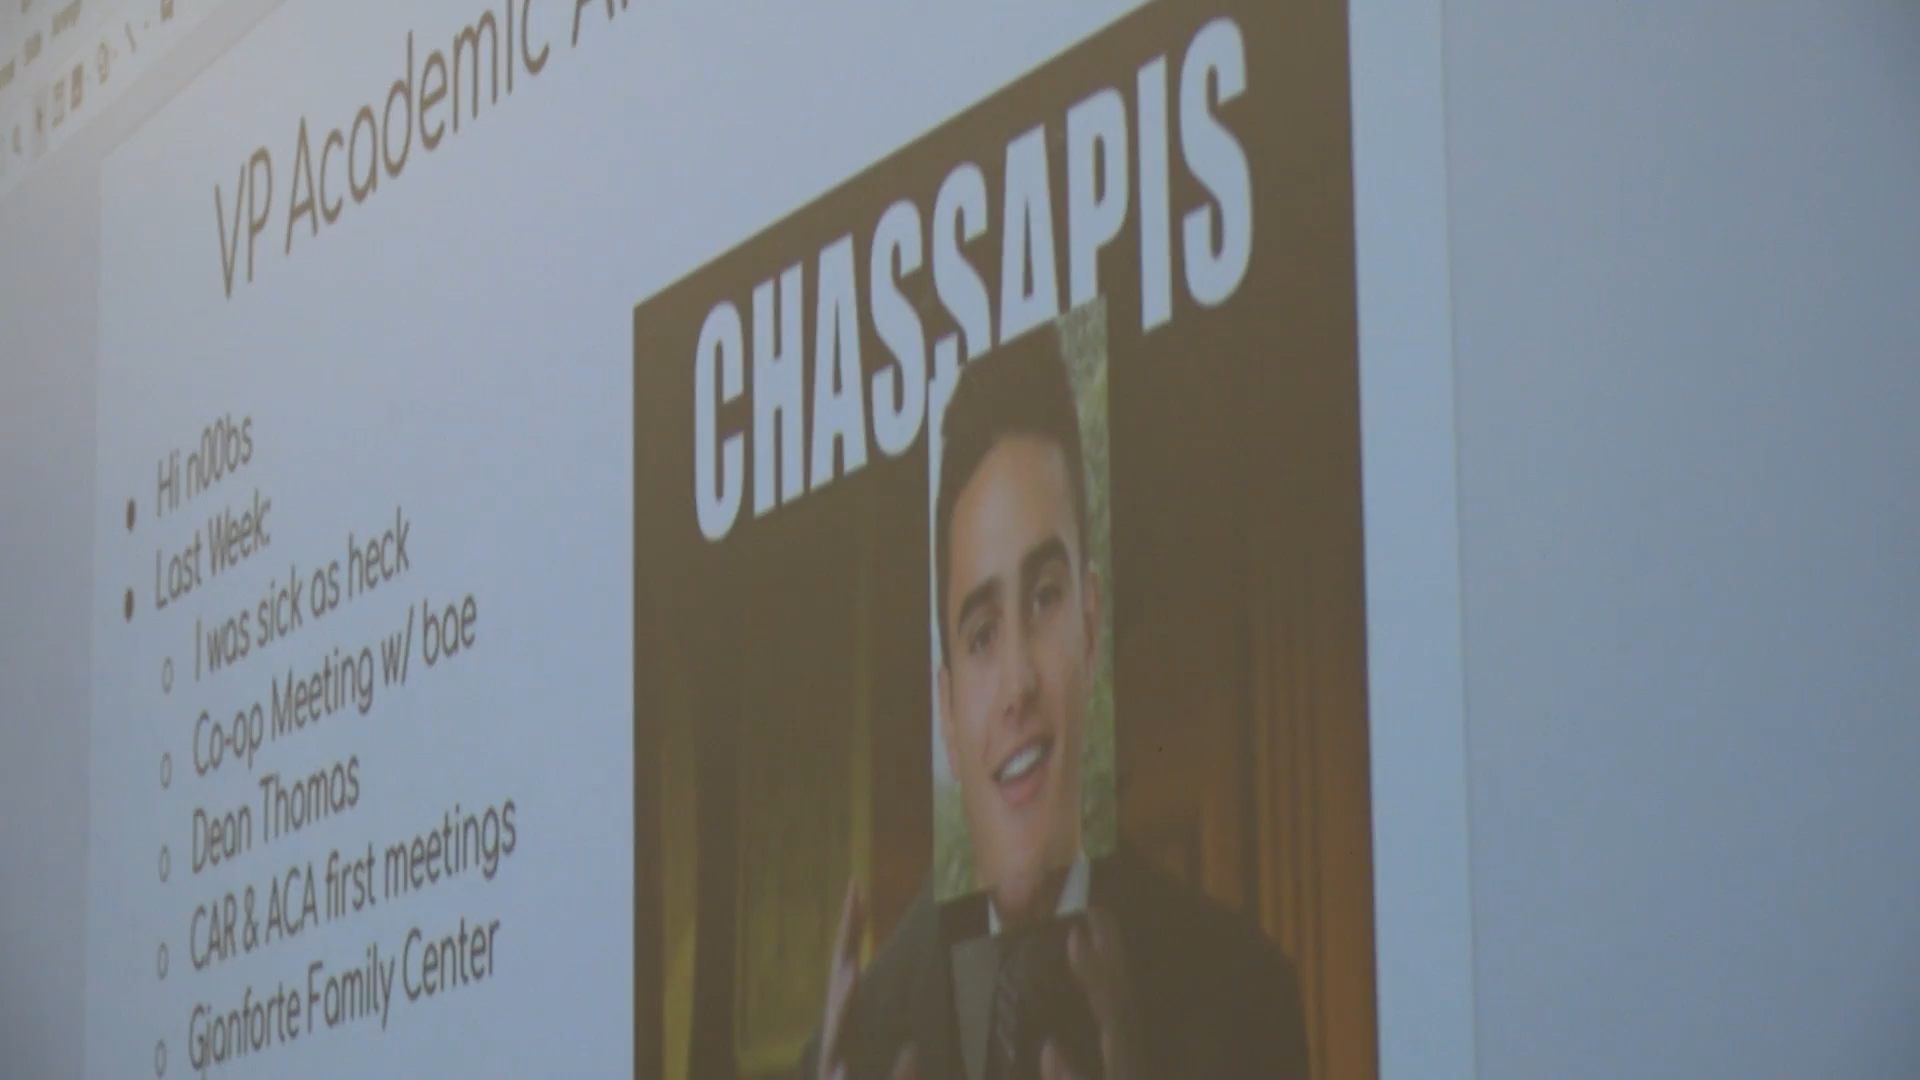 VP Academic
CHASSAPIS
Hi n00bs
Last Week:
I was sick as heck
Co-op Meeting w/ bae
Dean Thomas
CAR & ACA first meetings
Gianforte Family Center